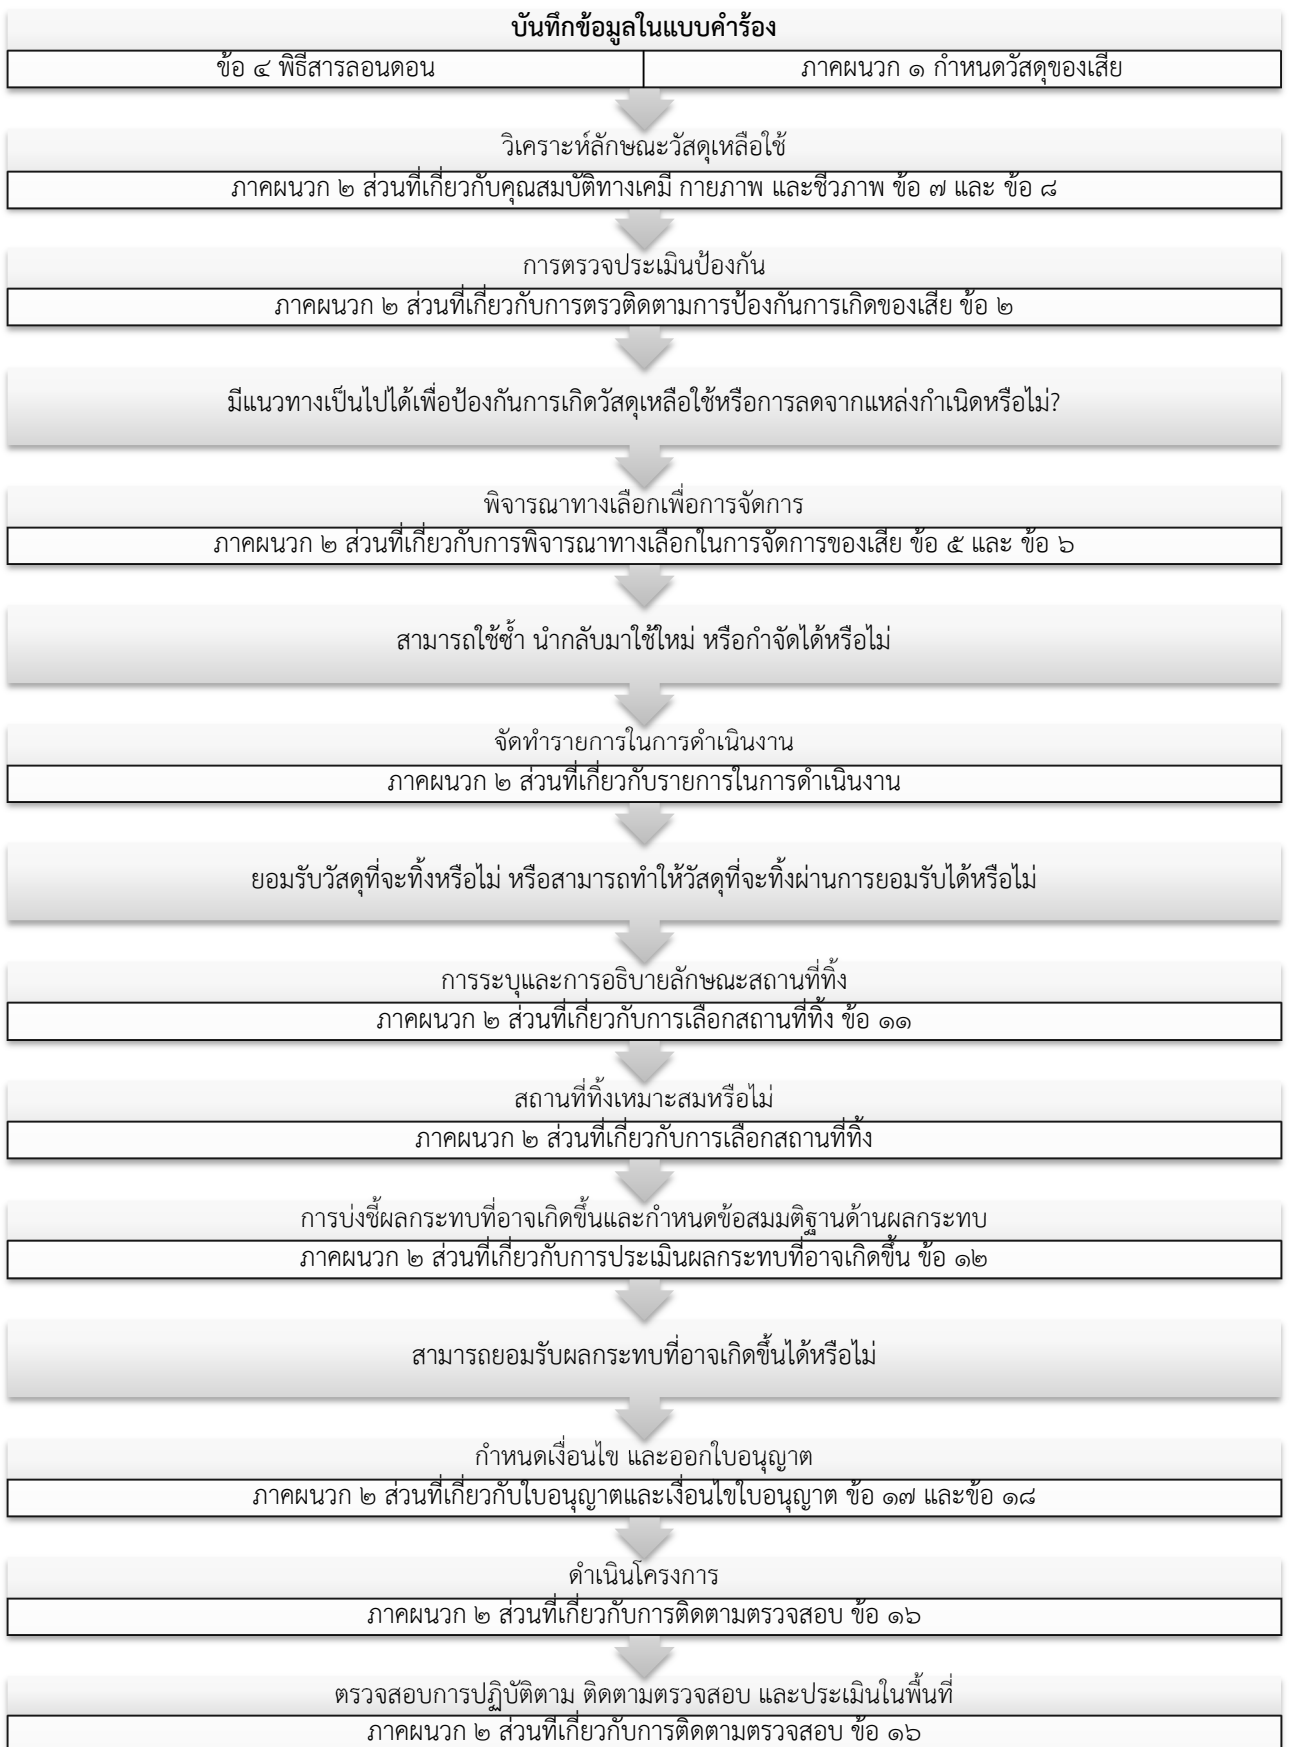 บันทึกข้อมูลในแบบคำร้อง
ข้อ ๔ พิธีสารลอนดอน
ภาคผนวก ๑ กำหนดวัสดุของเสีย
วิเคราะห์ลักษณะวัสดุเหลือใช้
ภาคผนวก ๒ ส่วนที่เกี่ยวกับคุณสมบัติทางเคมี กายภาพ และชีวภาพ ข้อ ๗ และ ข้อ ๘
การตรวจประเมินป้องกัน
ภาคผนวก ๒ ส่วนที่เกี่ยวกับการตรวติดตามการป้องกันการเกิดของเสีย ข้อ ๒
มีแนวทางเป็นไปได้เพื่อป้องกันการเกิดวัสดุเหลือใช้หรือการลดจากแหล่งกำเนิดหรือไม่?
พิจารณาทางเลือกเพื่อการจัดการ
ภาคผนวก ๒ ส่วนที่เกี่ยวกับการพิจารณาทางเลือกในการจัดการของเสีย ข้อ ๕ และ ข้อ ๖
สามารถใช้ซ้ำ นำกลับมาใช้ใหม่ หรือกำจัดได้หรือไม่
จัดทำรายการในการดำเนินงาน
ภาคผนวก ๒ ส่วนที่เกี่ยวกับรายการในการดำเนินงาน
ยอมรับวัสดุที่จะทิ้งหรือไม่ หรือสามารถทำให้วัสดุที่จะทิ้งผ่านการยอมรับได้หรือไม่
การระบุและการอธิบายลักษณะสถานที่ทิ้ง
ภาคผนวก ๒ ส่วนที่เกี่ยวกับการเลือกสถานที่ทิ้ง ข้อ ๑๑
สถานที่ทิ้งเหมาะสมหรือไม่
ภาคผนวก ๒ ส่วนที่เกี่ยวกับการเลือกสถานที่ทิ้ง
การบ่งชี้ผลกระทบที่อาจเกิดขึ้นและกำหนดข้อสมมติฐานด้านผลกระทบ
ภาคผนวก ๒ ส่วนที่เกี่ยวกับการประเมินผลกระทบที่อาจเกิดขึ้น ข้อ ๑๒
สามารถยอมรับผลกระทบที่อาจเกิดขึ้นได้หรือไม่
กำหนดเงื่อนไข และออกใบอนุญาต
ภาคผนวก ๒ ส่วนที่เกี่ยวกับใบอนุญาตและเงื่อนไขใบอนุญาต ข้อ ๑๗ และข้อ ๑๘
ดำเนินโครงการ
ภาคผนวก ๒ ส่วนที่เกี่ยวกับการติดตามตรวจสอบ ข้อ ๑๖
ตรวจสอบการปฏิบัติตาม ติดตามตรวจสอบ และประเมินในพื้นที่
ภาคผนวก ๒ ส่วนที่เกี่ยวกับการติดตามตรวจสอบ ข้อ ๑๖